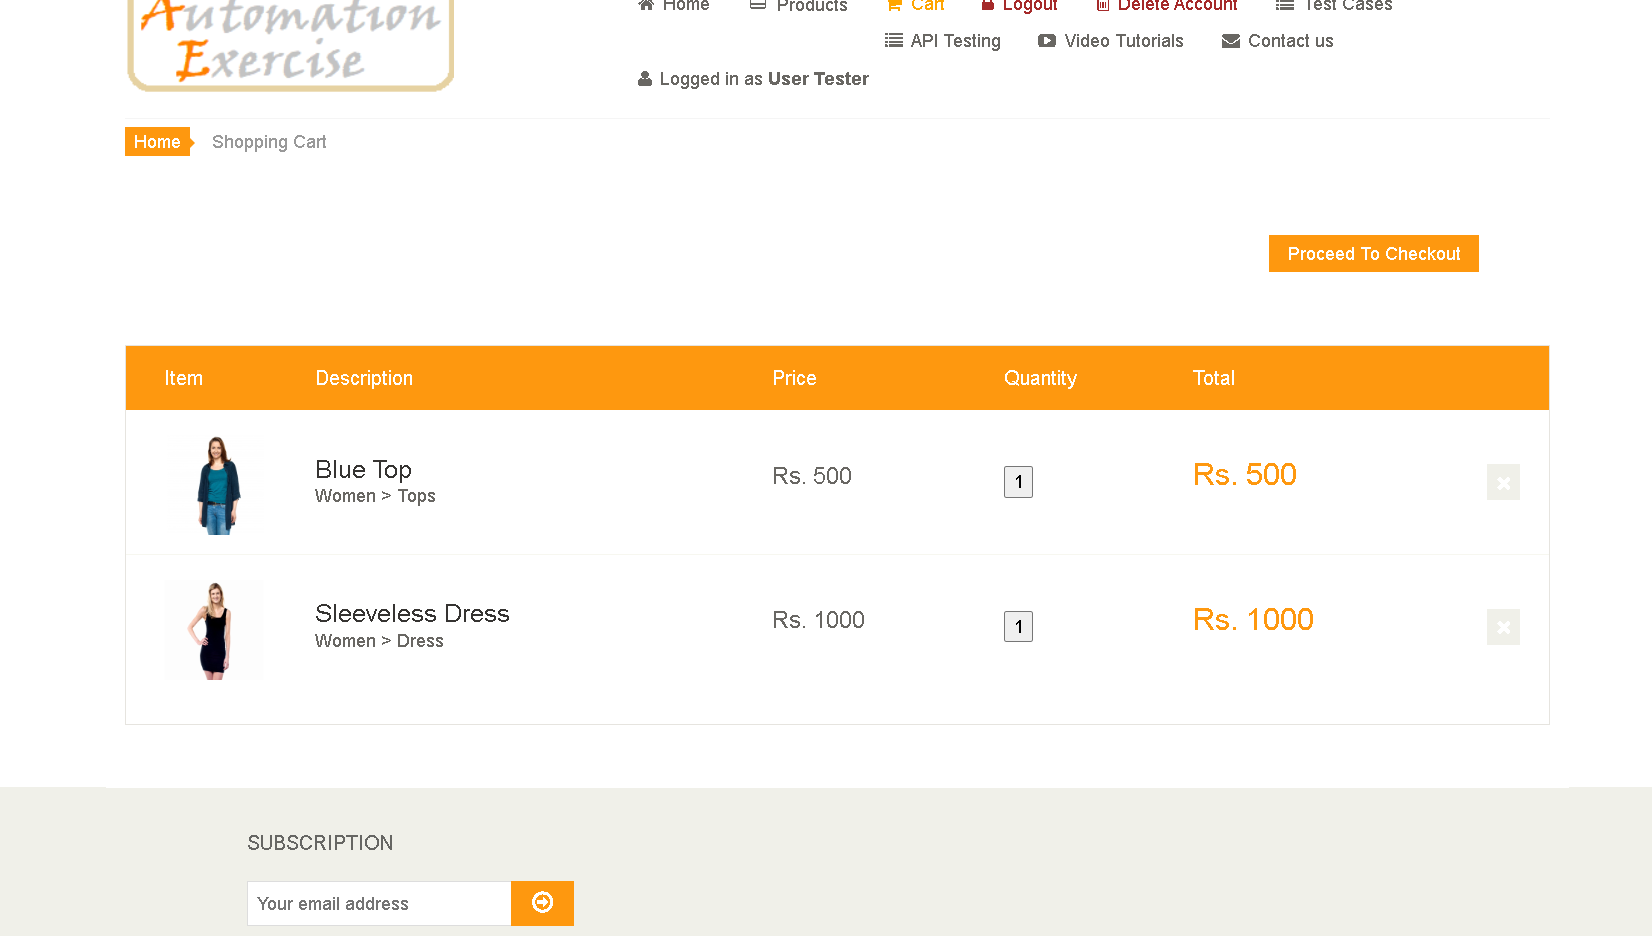 Automation
Exercise
Home Products Cart Logout Delete Account Test Cases
API Testing Video Tutorials Contact us
Logged in as User Tester
Home Shopping Cart
Proceed To Checkout
Item Description Price Quantity Total
Blue Top
Women > Tops
Rs. 500 1 Rs. 500
Sleeveless Dress
Women > Dress
Rs. 1000 1 Rs. 1000
SUBSCRIPTION
Your email address